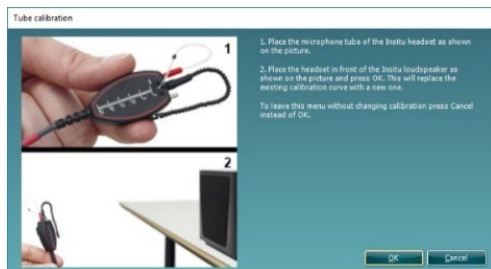 Tube calibration
1
1. Place the microphone tube of the Insitu headset as shown
on the picture.
2. Place the headset in front of the Insitu loudspeaker as
shown on the picture and press OK. This will replace the
existing calibration curve with a new one.
To leave this menu without changing calibration press Cancel
instead of OK.
2
OK
Cancel